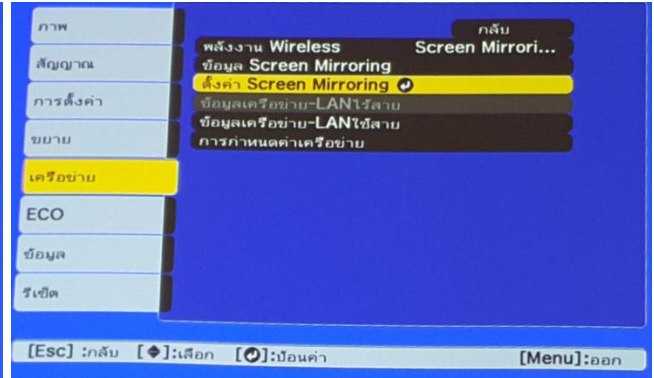 ภาพ
สัญญาณ
การตั้งค่า
ขยาย
เครือข่าย
ECO
ข้อมูล
รีเซ็ต
กลับ
พลังงาน Wireless Screen Mirrori...
ข้อมูล Screen Mirroring
ตั้งค่า Screen Mirroring
ข้อมูลเครือข่าย-LANไร้สาย
ข้อมูลเครือข่าย-LANใช้สาย
การกำหนดค่าเครือข่าย
[Esc] :กลับ [◆]:เลือก [↵]:ป้อนค่า [Menu]:ออก